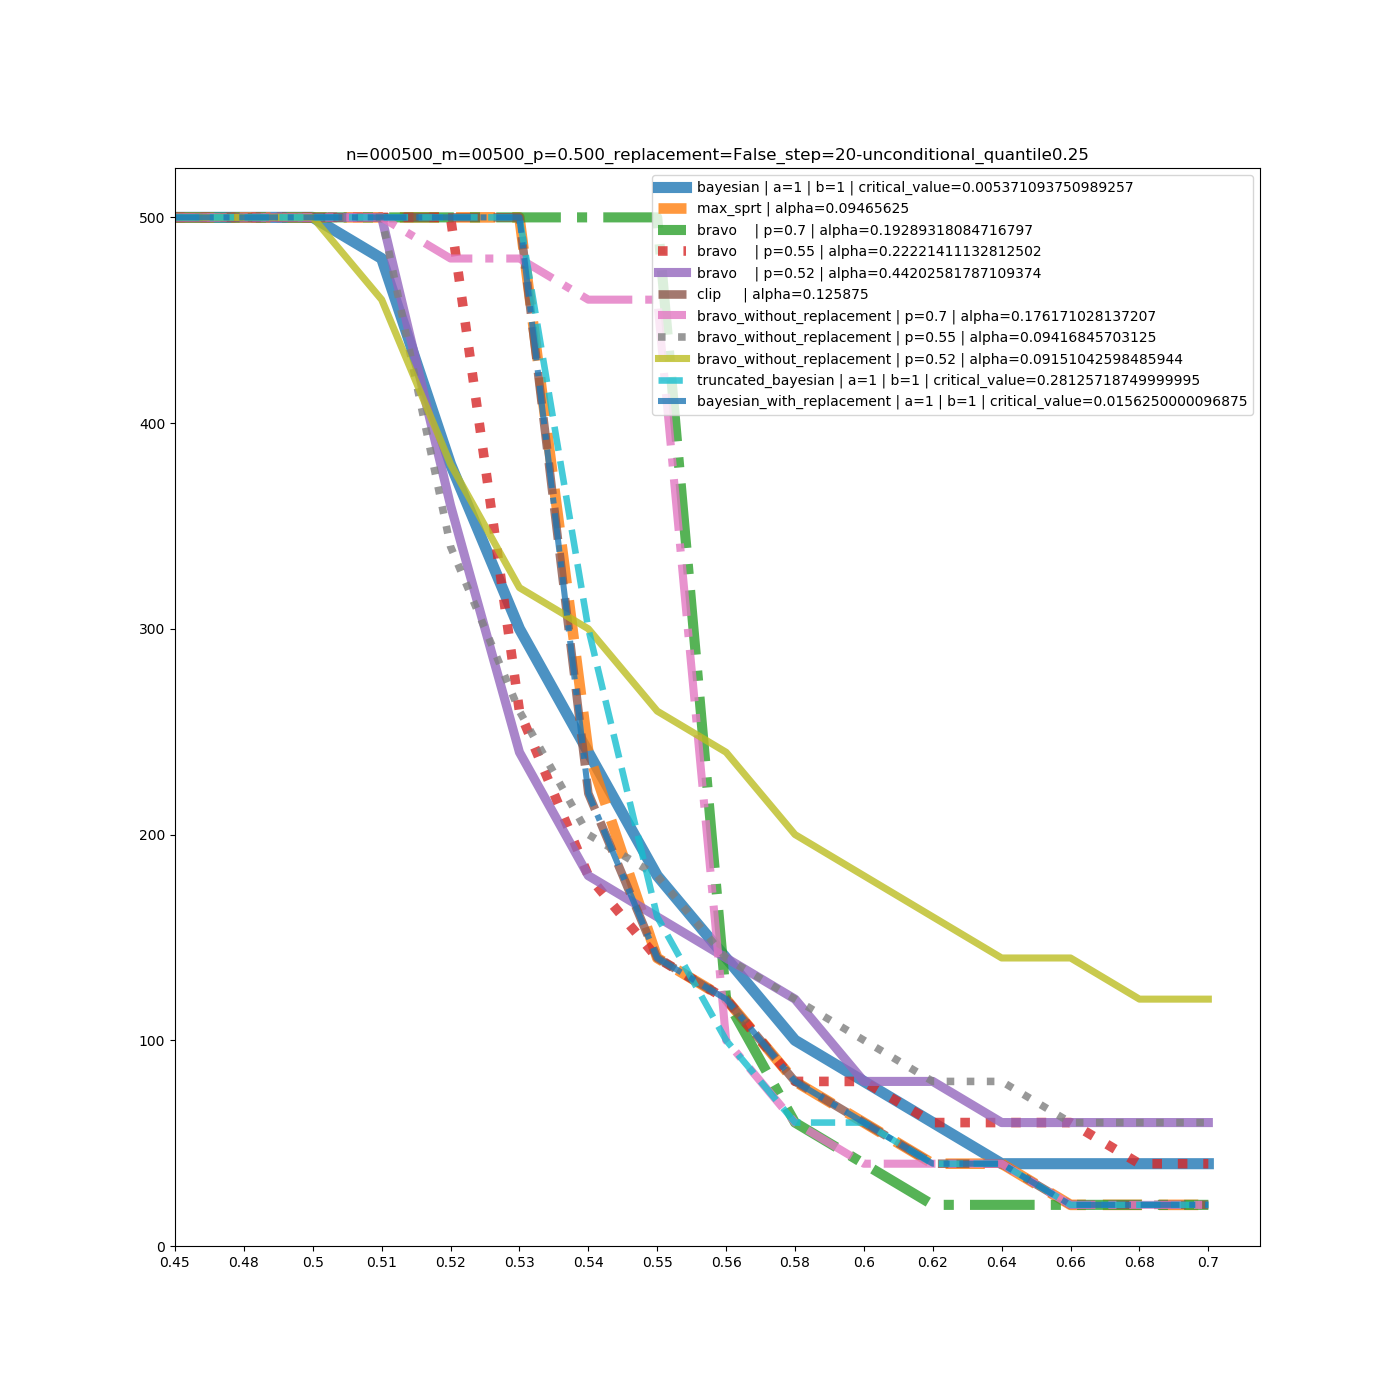 n=000500_m=00500_p=0.500_replacement=False_step=20-unconditional_quantile0.25
bayesian | a=1 | b=1 | critical_value=0.005371093750989257
max_sprt | alpha=0.09465625
bravo | p=0.7 | alpha=0.19289318084716797
bravo | p=0.55 | alpha=0.22221411132812502
bravo | p=0.52 | alpha=0.44202581787109374
clip | alpha=0.125875
bravo_without_replacement | p=0.7 | alpha=0.176171028137207
bravo_without_replacement | p=0.55 | alpha=0.09416845703125
bravo_without_replacement | p=0.52 | alpha=0.09151042598485944
truncated_bayesian | a=1 | b=1 | critical_value=0.28125718749999995
bayesian_with_replacement | a=1 | b=1 | critical_value=0.0156250000096875
500
400
300
200
100
0
0.45 0.48 0.5 0.51 0.52 0.53 0.54 0.55 0.56 0.58 0.6 0.62 0.64 0.66 0.68 0.7